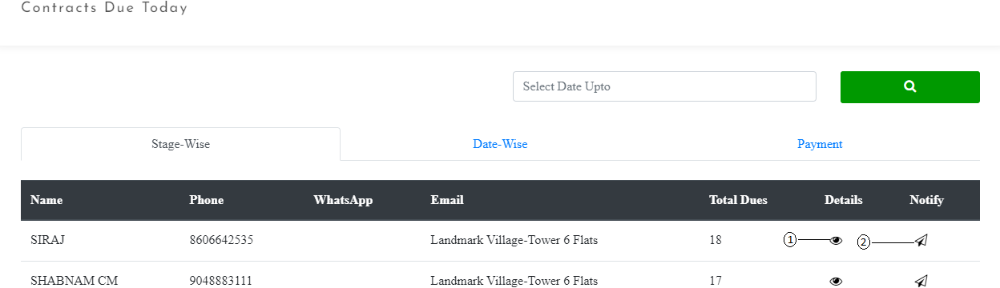 Contracts Due Today
Select Date Upto
Stage-Wise Date-Wise Payment
Name Phone WhatsApp Email Total Dues Details Notify
SIRAJ 8606642535 Landmark Village-Tower 6 Flats 18 1 2
SHABNAM CM 9048883111 Landmark Village-Tower 6 Flats 17